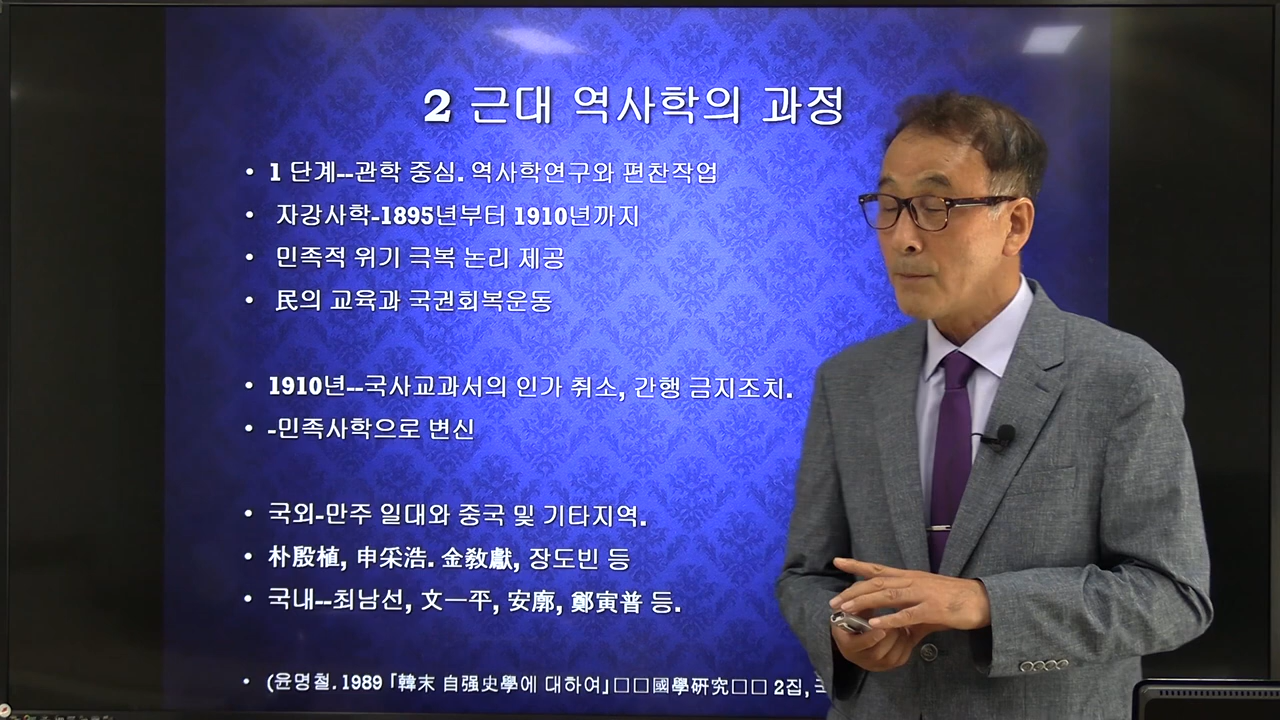 2 근대 역사학의 과정
• 1 단계--관학 중심. 역사학연구와 편찬작업
• 자강사학-1895년부터 1910년까지
• 민족적 위기 극복 논리 제공
• 民의 교육과 국권회복운동
• 1910년--국사교과서의 인가 취소, 간행 금지조치.
• -민족사학으로 변신
• 국외-만주 일대와 중국 및 기타지역.
• 朴殷植, 申采浩. 金敎獻, 장도빈 등
• 국내--최남선, 文一平, 安廓, 鄭寅普 등.
• (윤명철. 1989 「韓末 自强史學에 대하여」□□國學硏究□□ 2집,